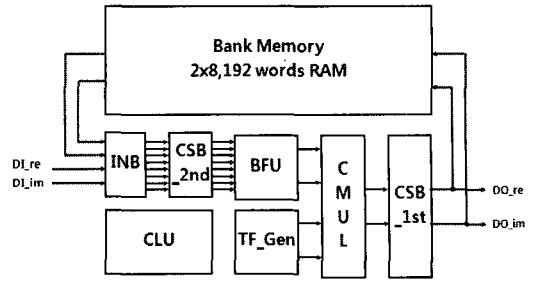 Bank Memory
2x8,192 words RAM
DI_re
DI_im
INB
CSB
_2nd
BFU
C
M
U
L
CSB
_1st
DO_re
DO_im
CLU
TF_Gen